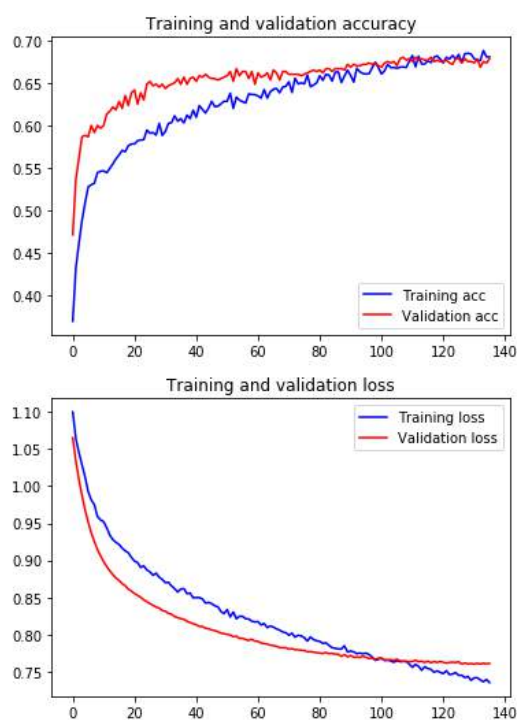 Training and validation accuracy
0.70
0.65
0.60
0.55
0.50
0.45
0.40
Training acc
Validation acc
0 20 40 60 80 100 120 140
Training and validation loss
1.10
1.05
1.00
0.95
0.90
0.85
0.80
0.75
Training loss
Validation loss
0 20 40 60 80 100 120 140